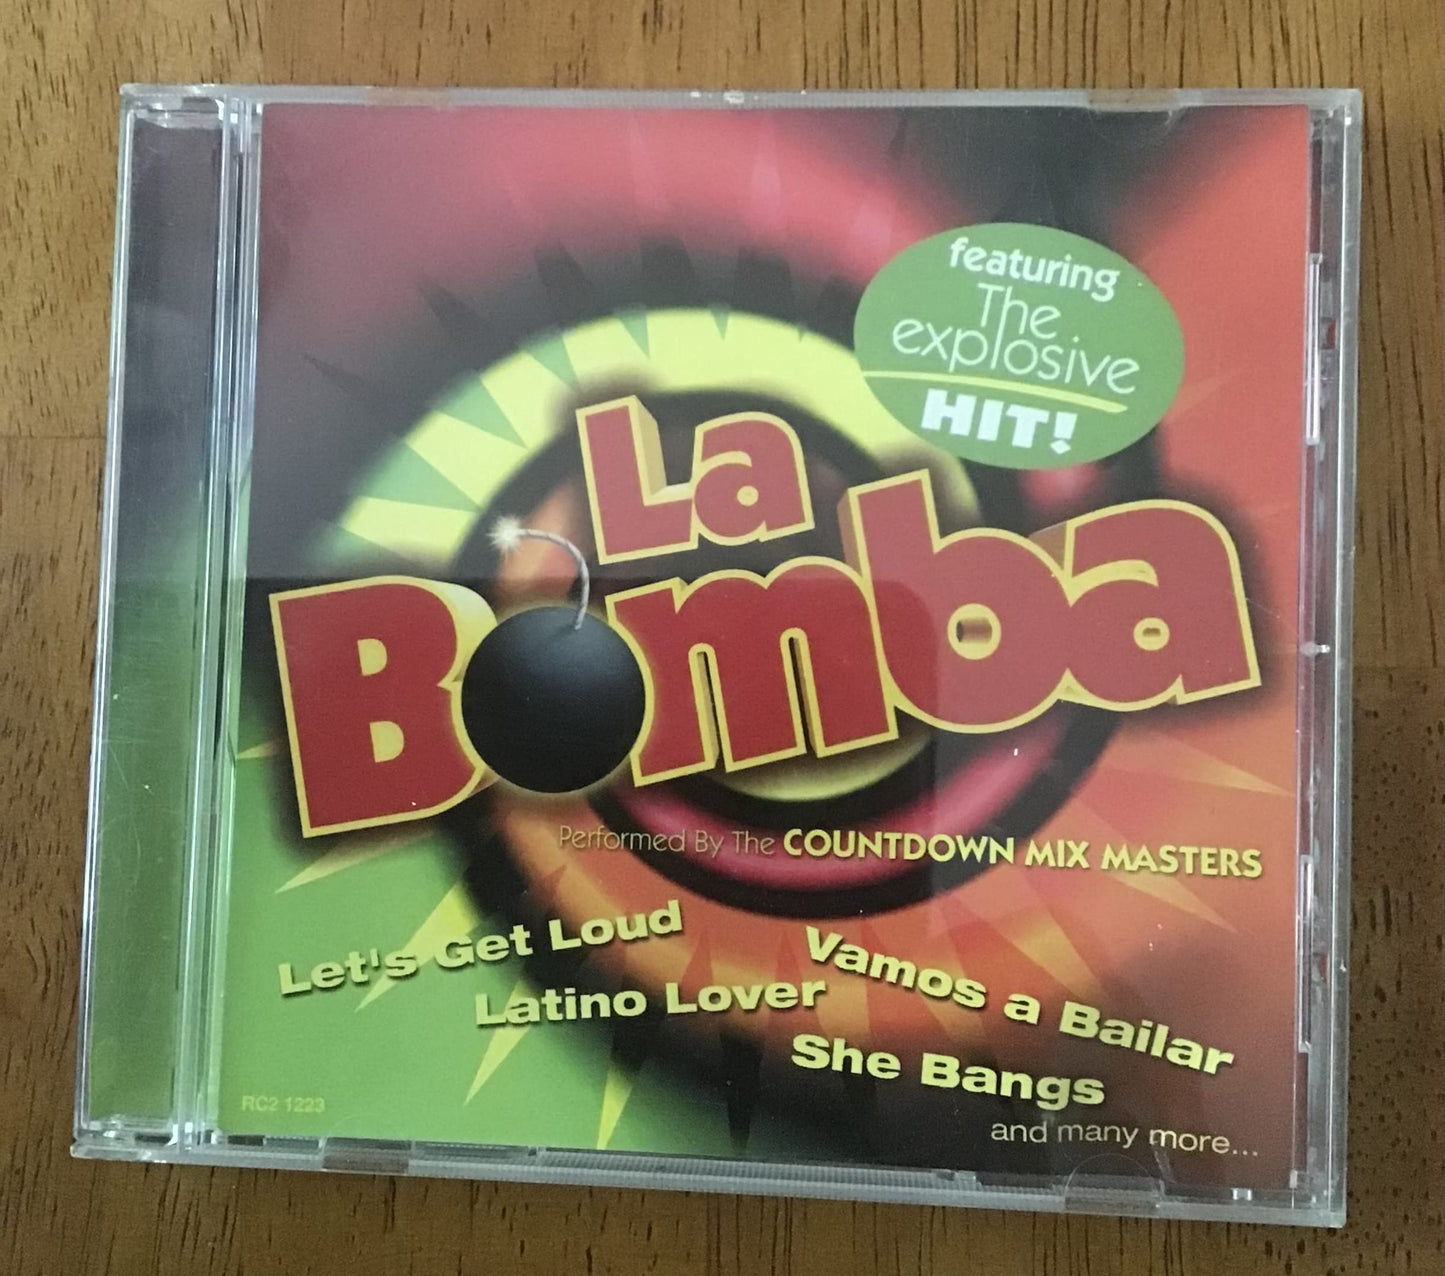 featuring
The
explosive
HIT!
La
Bomba
Performed By The COUNTDOWN MIX MASTERS
Let's Get Loud
Vamos a Bailar
Latino Lover
She Bangs
and many more...
RC2 1223